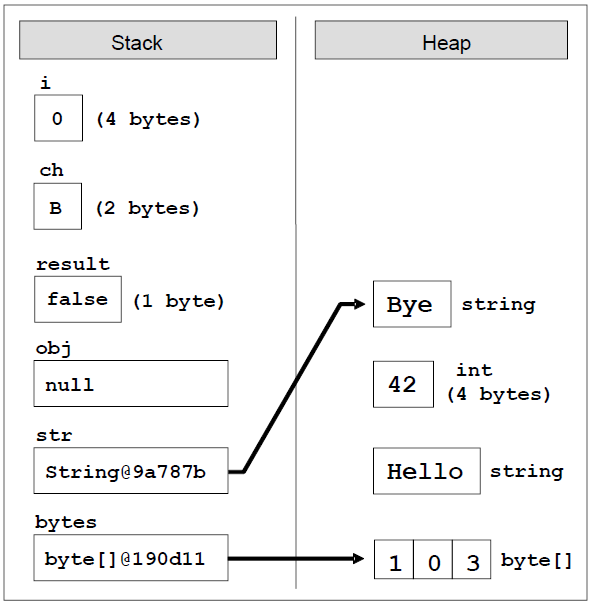 Stack
Heap
i
0 (4 bytes)
ch
B (2 bytes)
result
false (1 byte)
Bye string
obj
null
42 int
(4 bytes)
str
String@9a787b
Hello string
bytes
byte[]@190d11
1 0 3 byte[]